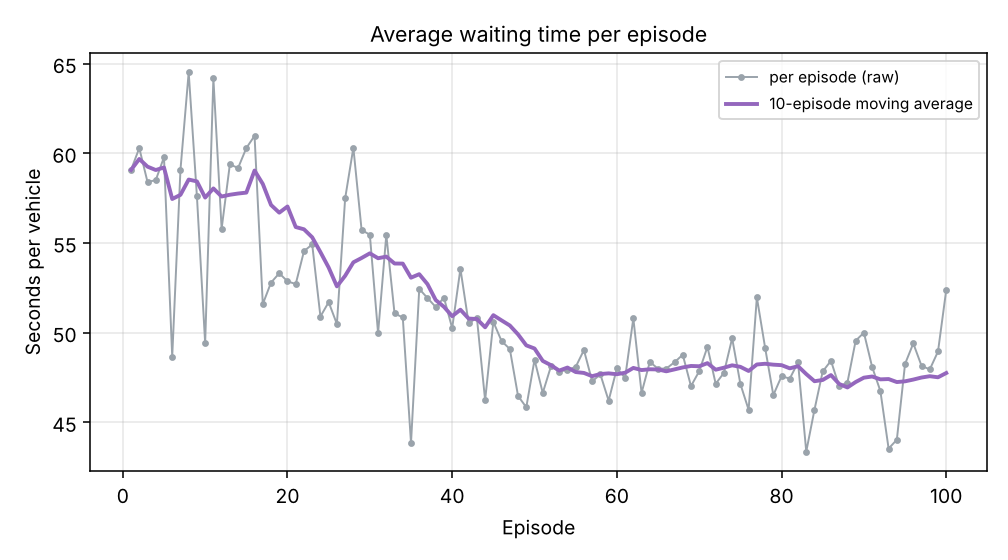 Average waiting time per episode
per episode (raw)
10-episode moving average
Seconds per vehicle
65
60
55
50
45
0 20 40 60 80 100
Episode